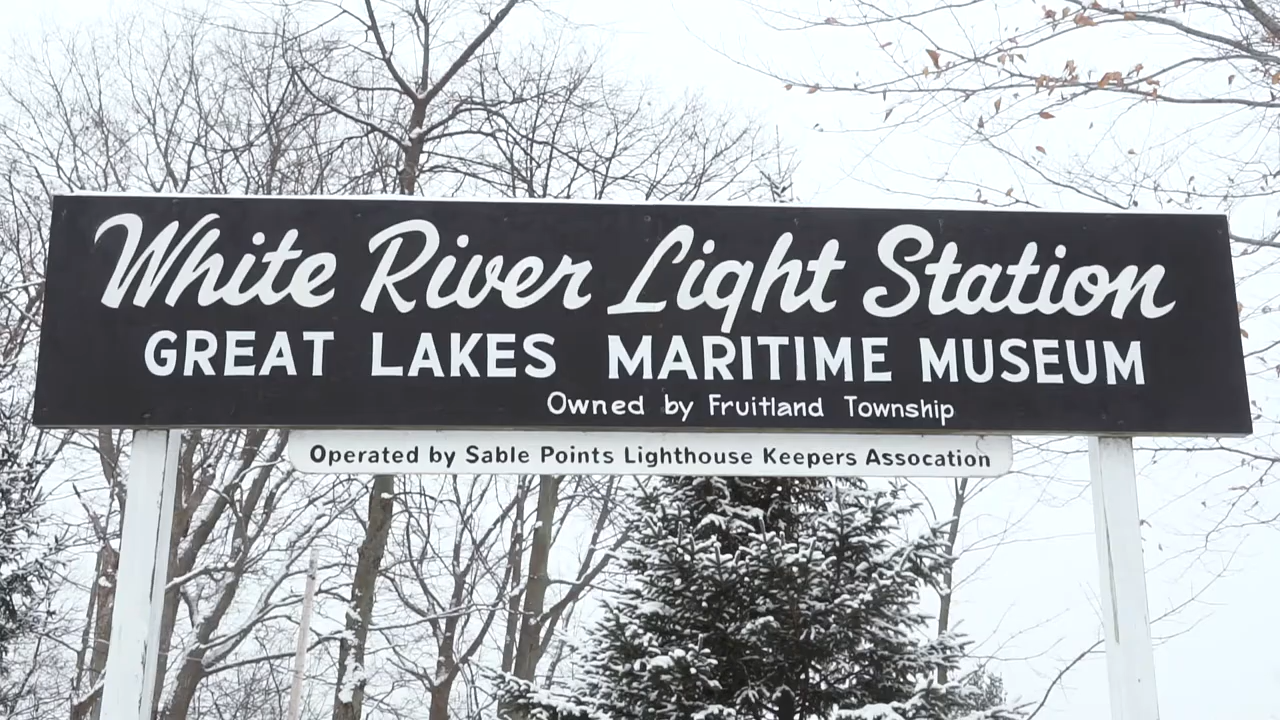 White River Light Station
GREAT LAKES MARITIME MUSEUM
Owned by Fruitland Township
Operated by Sable Points Lighthouse Keepers Assocation